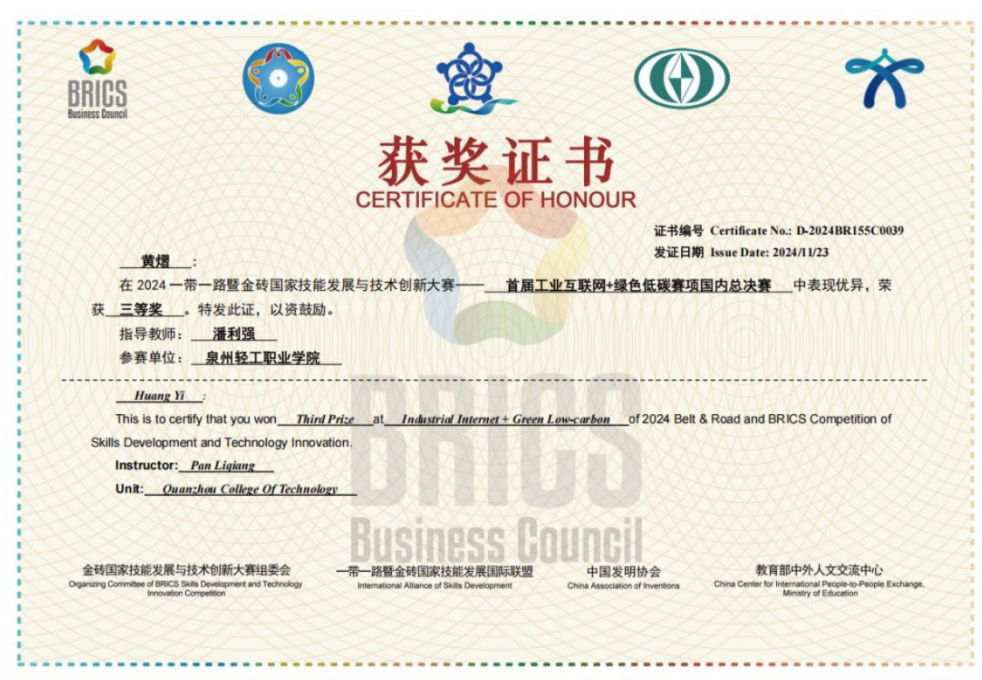 BRICS
Business Council
获奖证书
CERTIFICATE OF HONOUR
证书编号 Certificate No.: D-2024BR155C0039
发证日期 Issue Date: 2024/11/23
黄熠 :
在 2024 一带一路暨金砖国家技能发展与技术创新大赛—— 首届工业互联网+绿色低碳赛项国内总决赛 中表现优异，荣
获 三等奖 。特发此证，以资鼓励。
指导教师： 潘利强
参赛单位： 泉州轻工职业学院
Huang Yi :
This is to certify that you won Third Prize at Industrial Internet + Green Low-carbon of 2024 Belt & Road and BRICS Competition of
Skills Development and Technology Innovation.
Instructor: Pan Liqiang
Unit: Quanzhou College Of Technology
BRICS
Business Council
金砖国家技能发展与技术创新大赛组委会
Organizing Committee of BRICS Skills Development and Technology
Innovation Competition
一带一路暨金砖国家技能发展国际联盟
International Alliance of Skills Development
中国发明协会
China Association of Inventions
教育部中外人文交流中心
China Center for International People-to-People Exchange,
Ministry of Education